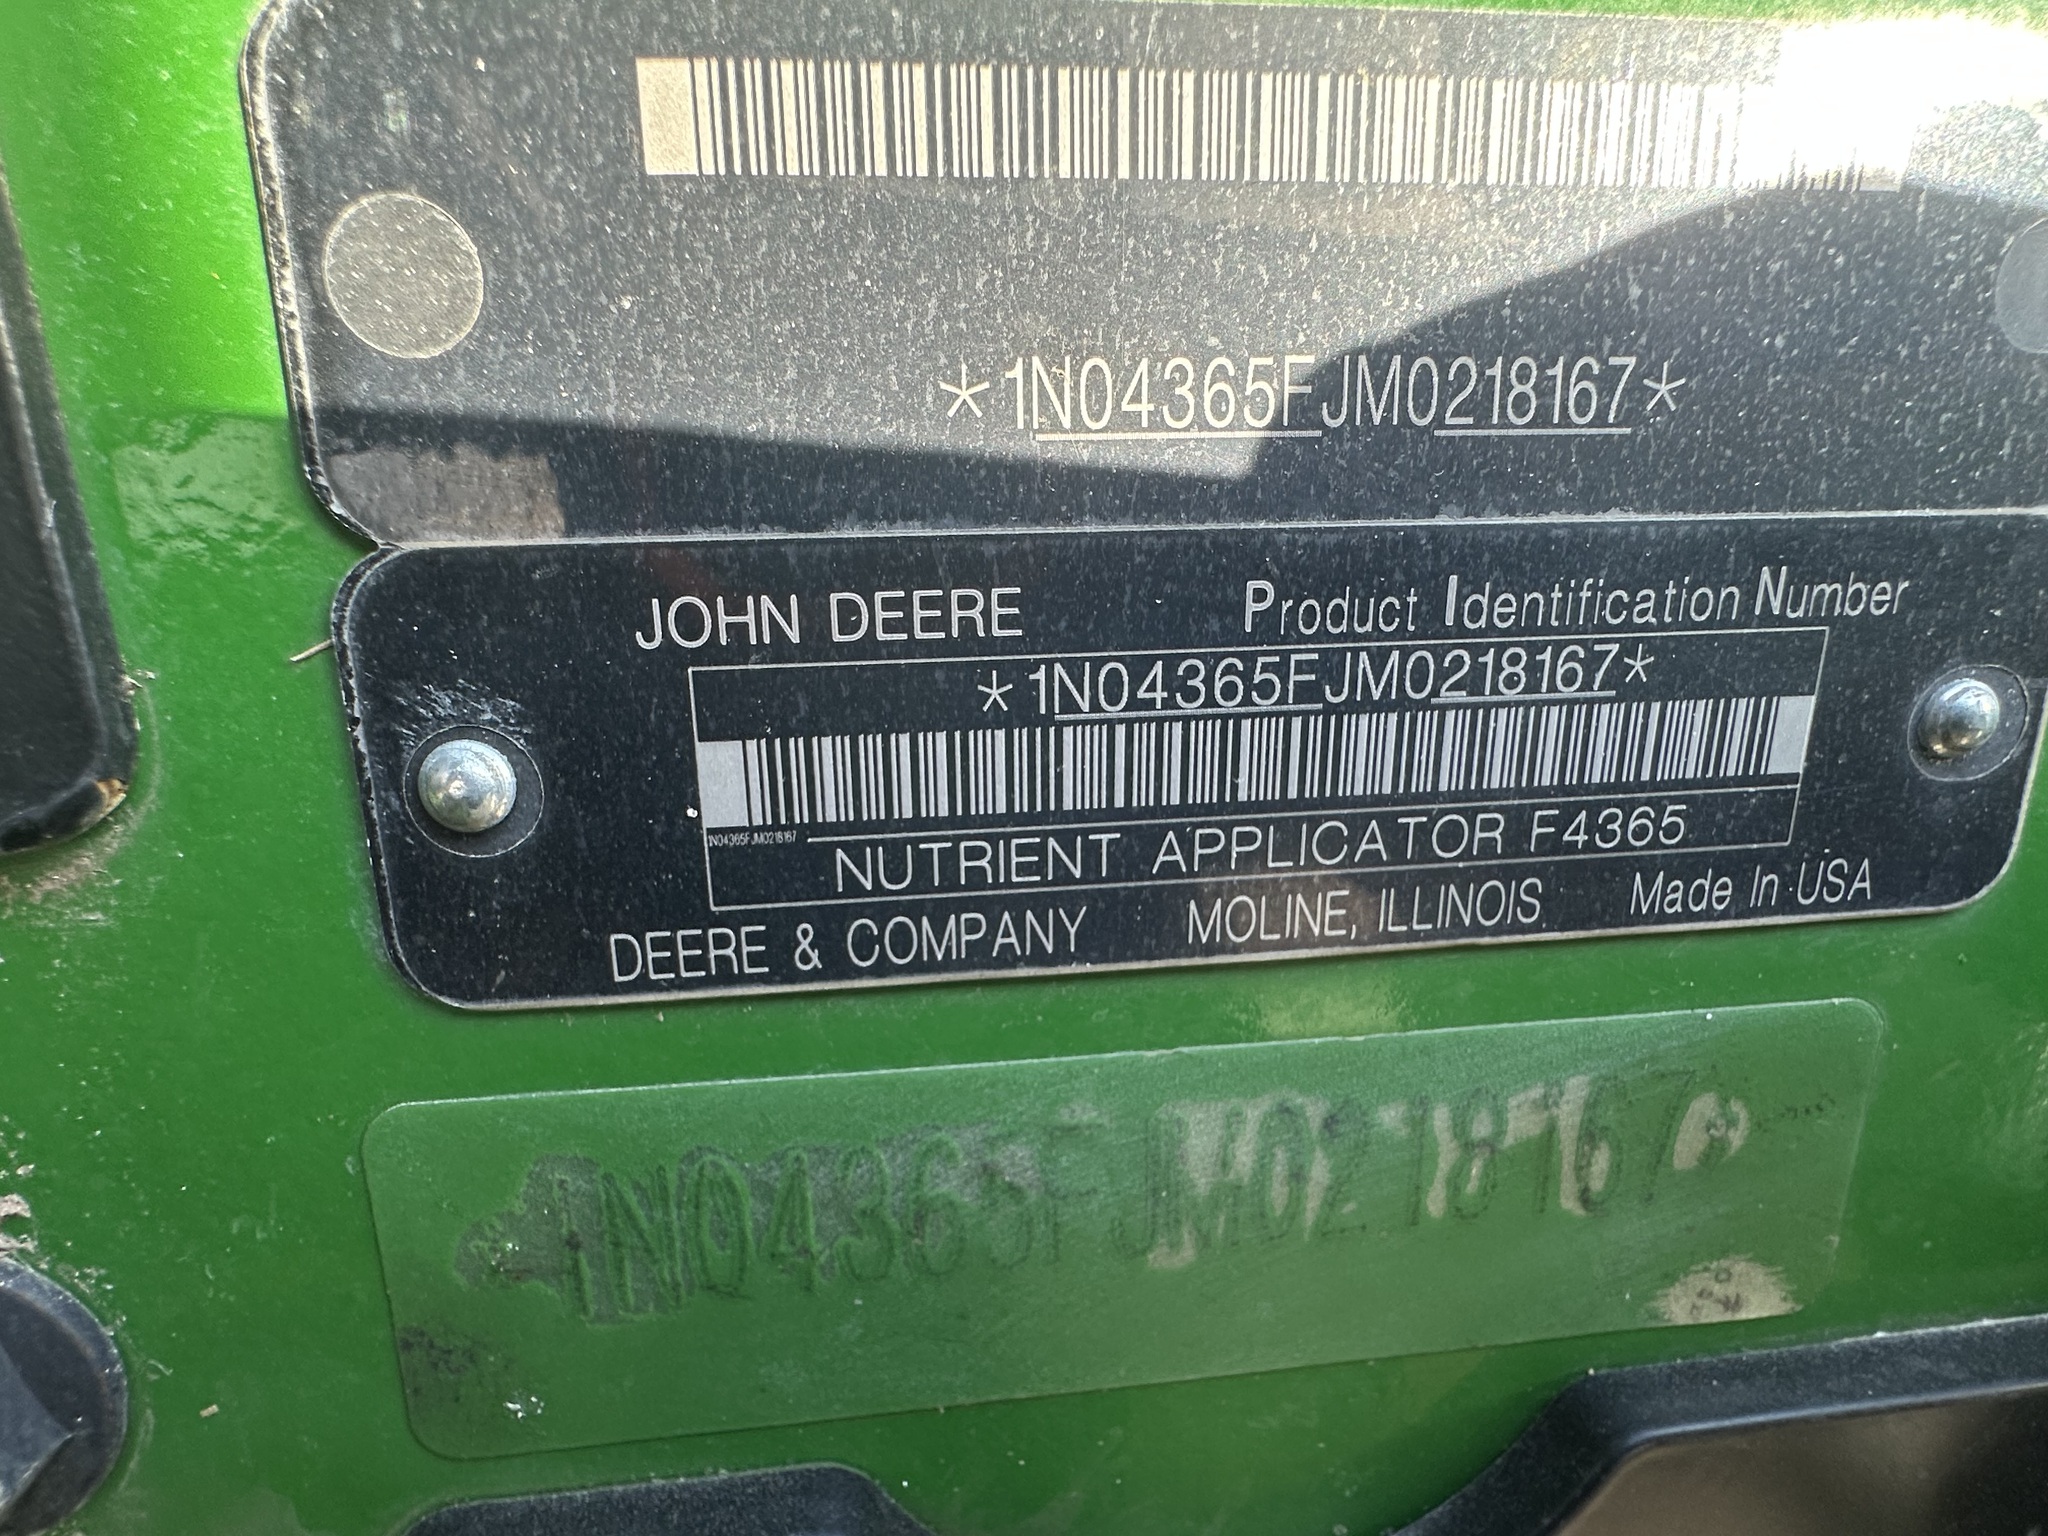 *1N04365FJM0218167*
JOHN DEERE Product Identification Number
*1N04365FJM0218167*
1N04365FJM0218167
NUTRIENT APPLICATOR F4365
DEERE & COMPANY MOLINE, ILLINOIS Made In USA
1N04365FJM0218167